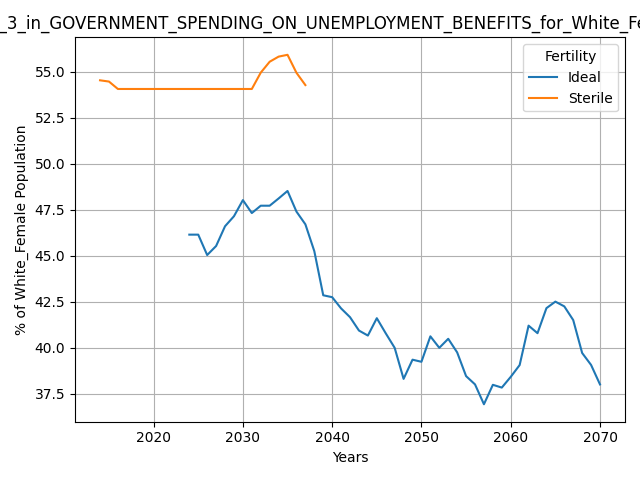 _3_in_GOVERNMENT_SPENDING_ON_UNEMPLOYMENT_BENEFITS_for_White_Fe
Fertility
Ideal
Sterile
% of White_Female Population
55.0
52.5
50.0
47.5
45.0
42.5
40.0
37.5
2020 2030 2040 2050 2060 2070
Years